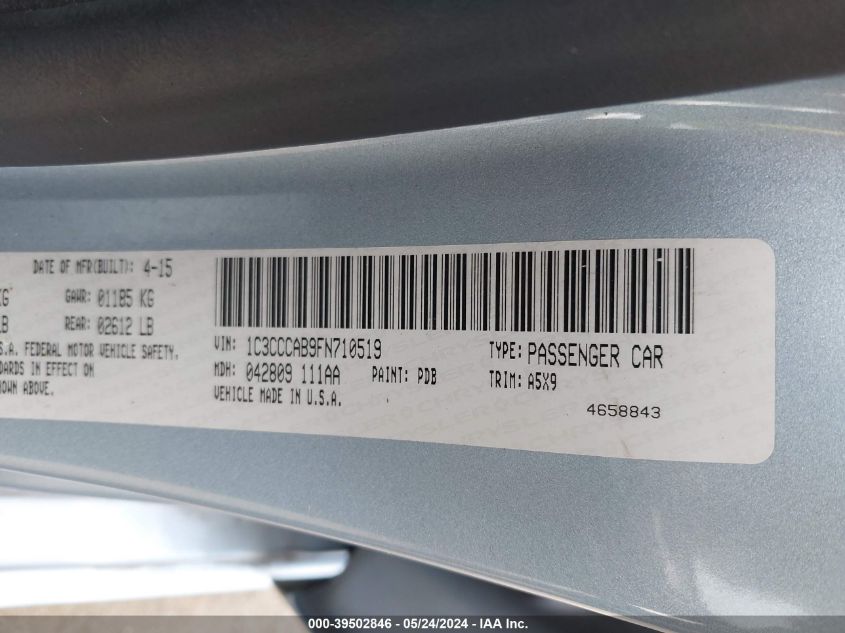 DATE OF MFR(BUILT): 4-15
KG GAWR: 01185 KG
LB REAR: 02612 LB
S.A. FEDERAL MOTOR VEHICLE SAFETY.
DARDS IN EFFECT ON
HOWN ABOVE.
VIN: 1C3CCCAB9FN710519 TYPE: PASSENGER CAR
MDH: 042809 111AA PAINT: PDB TRIM: A5X9
VEHICLE MADE IN U.S.A.
4658843
000-39502846 - 05/24/2024 - IAA Inc.